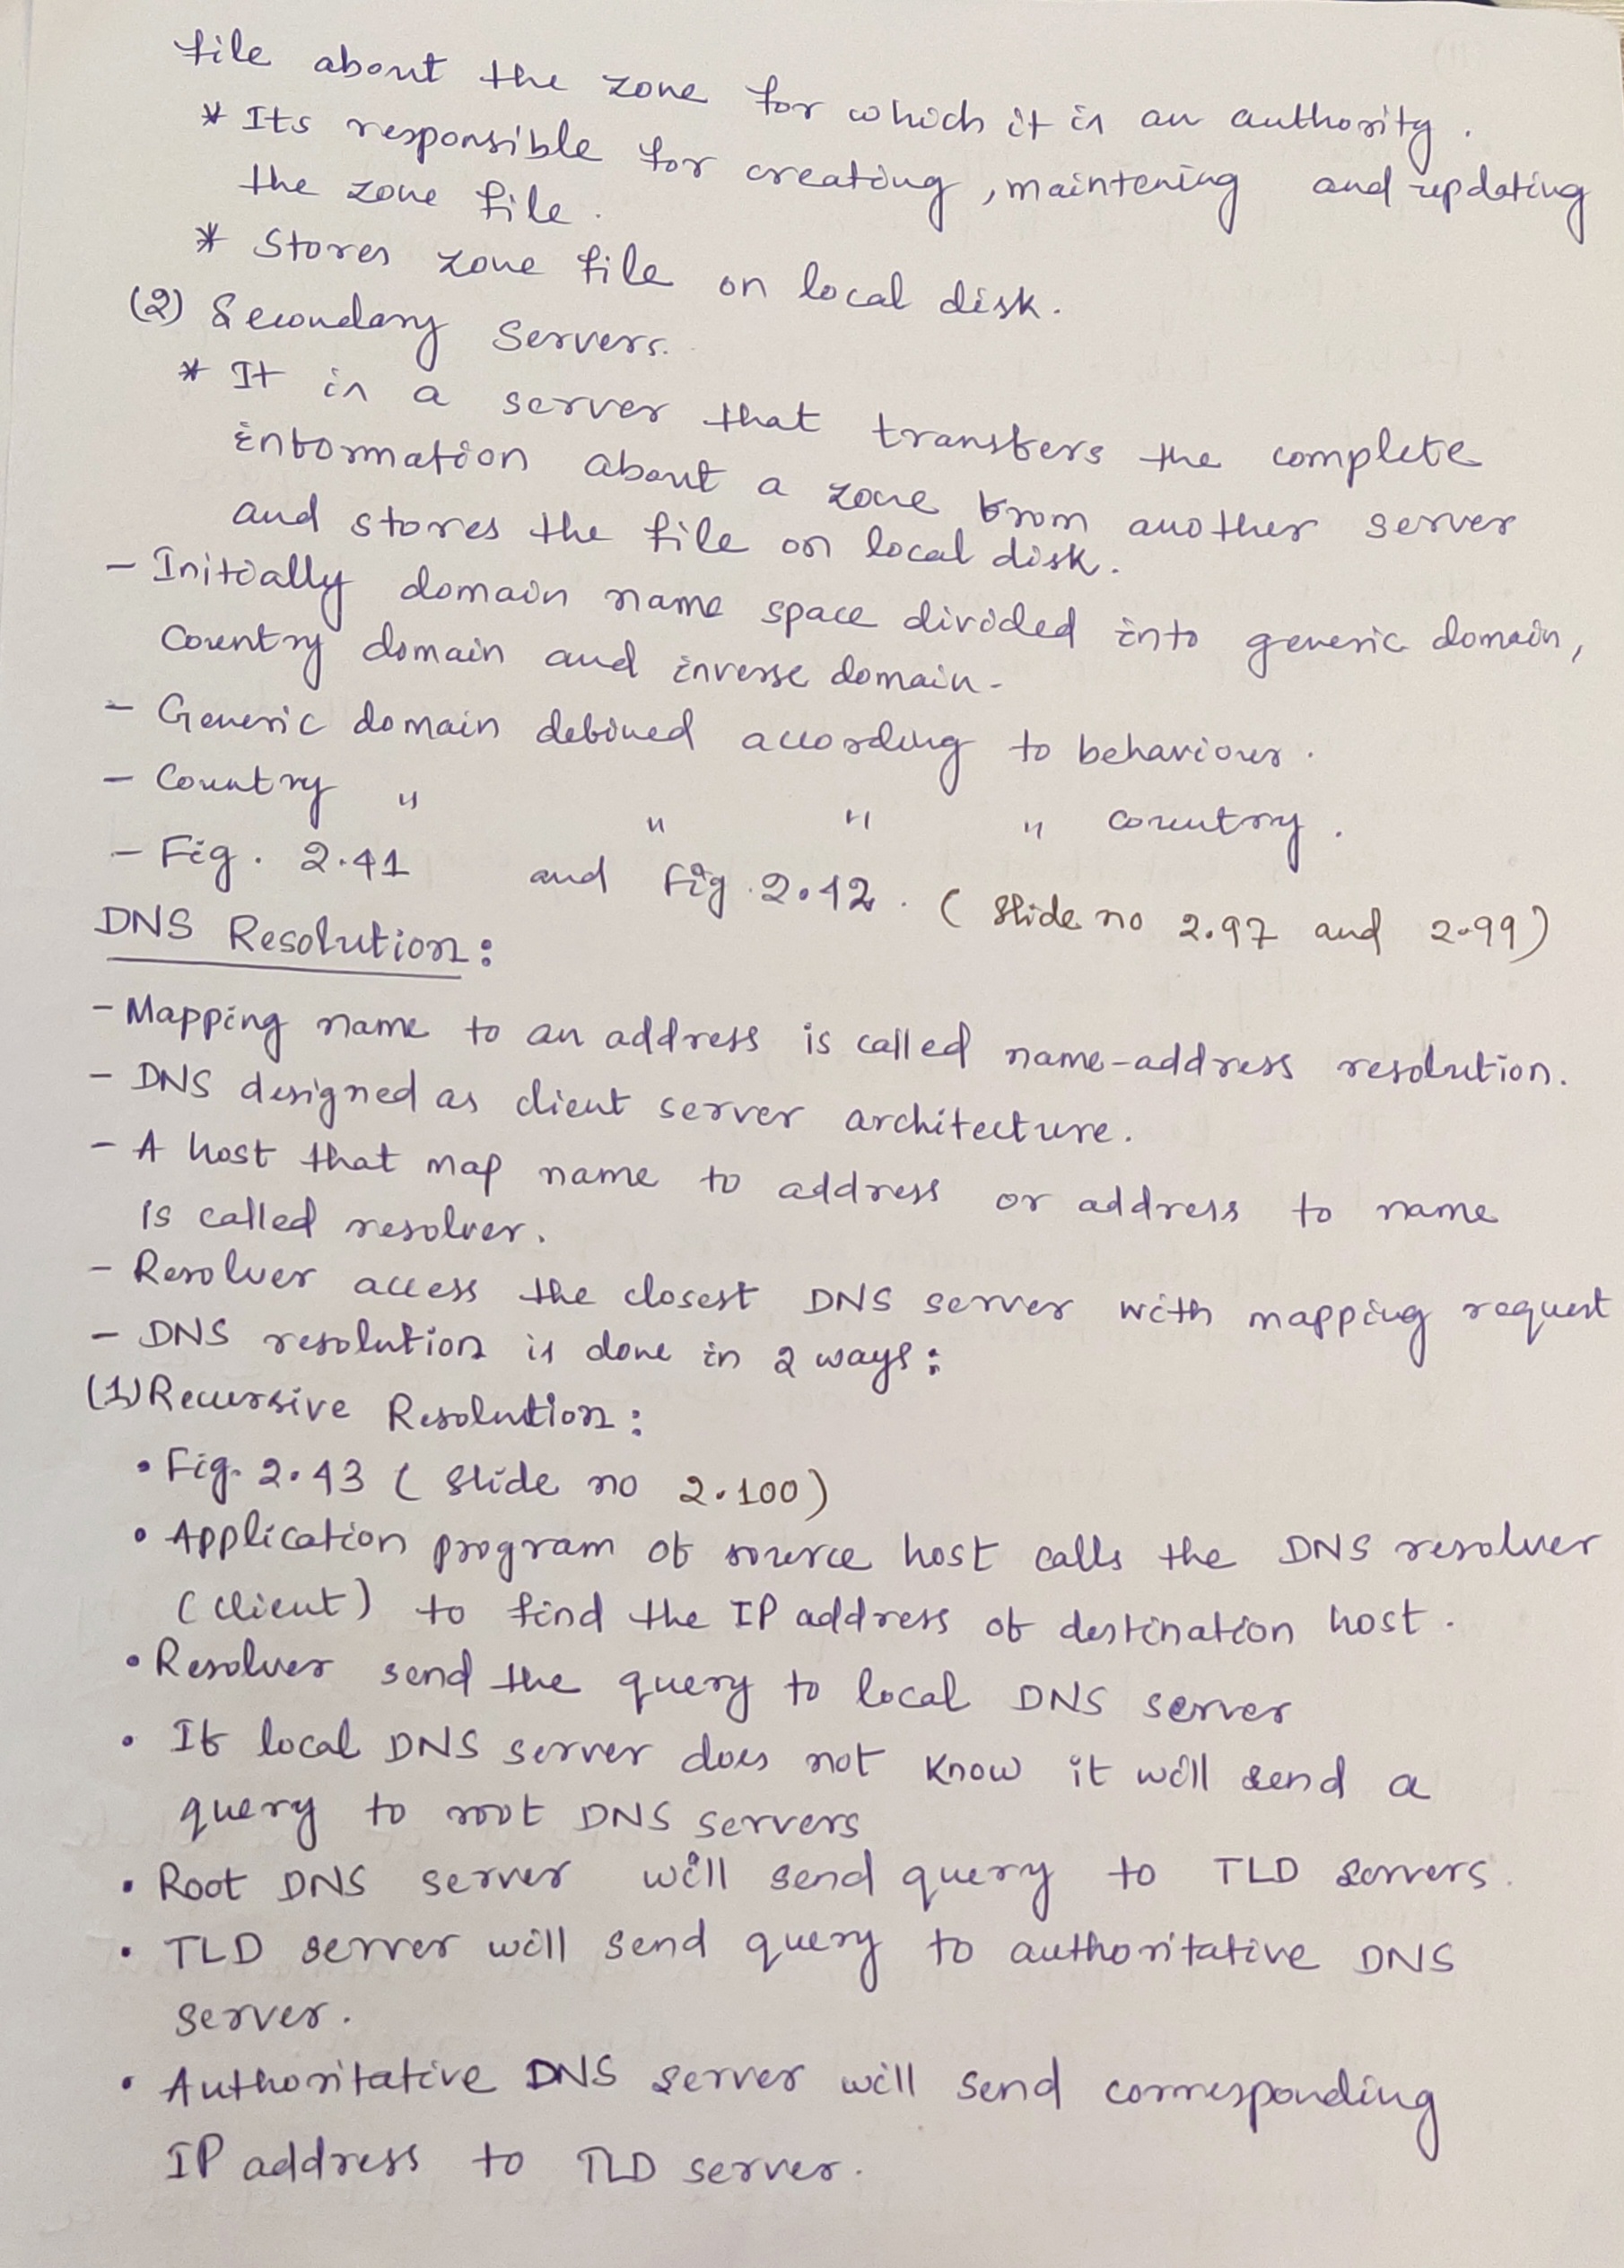 file about the zone for which it is an authority.
* Its responsible for creating, maintening and updating
the zone file.
* Stores zone file on local disk.
(2) Secondary Servers.
* It is a server that transfers the complete
information about a zone from another server
and stores the file on local disk.
- Initially domain name space divided into generic domain,
Country domain and inverse domain.
- Generic domain defined according to behaviour.
- Country " " " " country.
- Fig. 2.41 and Fig 2.42. (Slide no 2.97 and 2.99)
DNS Resolution:
- Mapping name to an address is called name-address resolution.
- DNS designed as client server architecture.
- A host that map name to address or address to name
is called resolver.
- Resolver access the closest DNS server with mapping request
- DNS resolution is done in 2 ways:
(1) Recursive Resolution:
• Fig. 2.43 (Slide no 2.100)
• Application program of source host calls the DNS resolver
(client) to find the IP address of destination host.
• Resolver send the query to local DNS server
• If local DNS server does not know it will send a
query to root DNS servers
• Root DNS server will send query to TLD servers.
• TLD server will send query to authoritative DNS
server.
• Authoritative DNS server will send corresponding
IP address to TLD server.